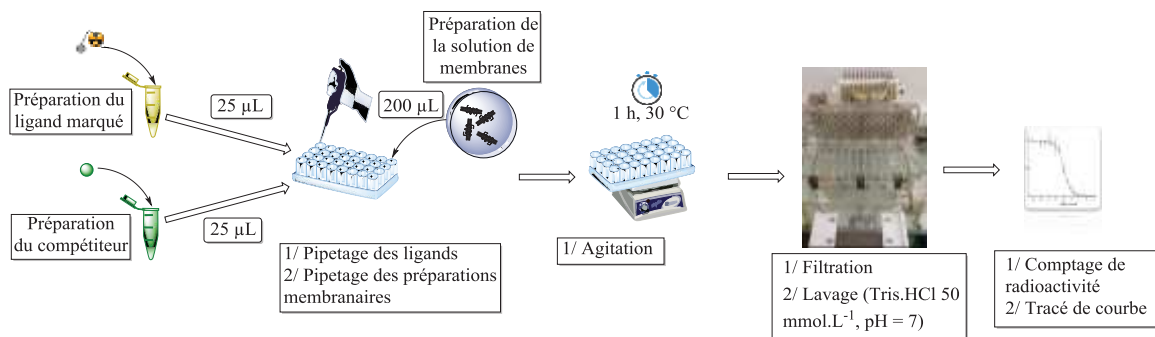 Préparation du
ligand marqué
25 µL
Préparation
du compétiteur
25 µL
200 µL
Préparation de
la solution de
membranes
1/ Pipetage des ligands
2/ Pipetage des préparations
membranaires
1 h, 30 °C
1/ Agitation
1/ Filtration
2/ Lavage (Tris.HCl 50
mmol.L⁻¹, pH = 7)
1/ Comptage de
radioactivité
2/ Tracé de courbe